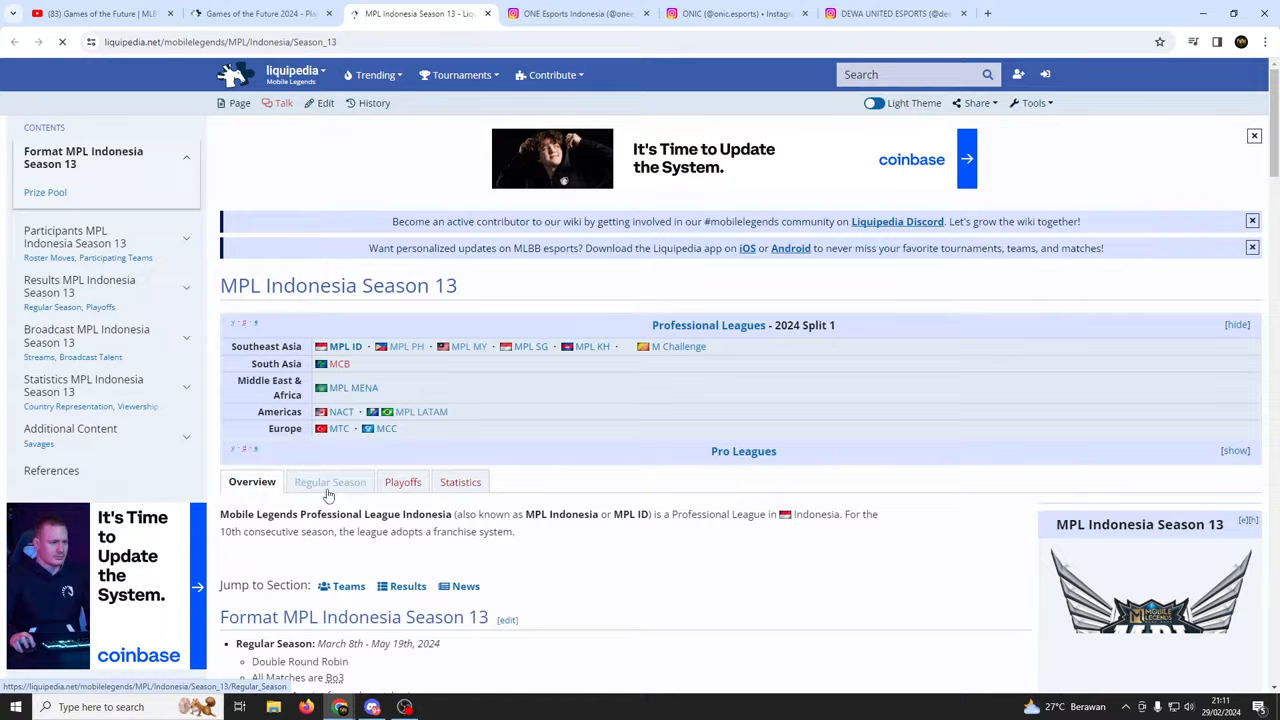 (83) Games of the Future | MLB
Games of the Future 2024 - Pla
MPL Indonesia Season 13 - Liqu
ONE Esports Indonesia (@onee
ONIC (@onic.esports) • Instagr
DEWA UNITED ESPORTS (@de
liquipedia.net/mobilelegends/MPL/Indonesia/Season_13
liquipedia
Mobile Legends
Trending
Tournaments
Contribute
Search
Page
Talk
Edit
History
Light Theme
Share
Tools
CONTENTS
Format MPL Indonesia
Season 13
Prize Pool
Participants MPL
Indonesia Season 13
Roster Moves, Participating Teams
Results MPL Indonesia
Season 13
Regular Season, Playoffs
Broadcast MPL Indonesia
Season 13
Streams, Broadcast Talent
Statistics MPL Indonesia
Season 13
Country Representation, Viewership
Additional Content
Savages
References
It's Time
to
Update
the
System.
coinbase
It's Time to Update
the System.
coinbase
Become an active contributor to our wiki by getting involved in our #mobilelegends community on Liquipedia Discord. Let's grow the wiki together!
Want personalized updates on MLBB esports? Download the Liquipedia app on iOS or Android to never miss your favorite tournaments, teams, and matches!
MPL Indonesia Season 13
Professional Leagues - 2024 Split 1
[hide]
Southeast Asia MPL ID • MPL PH • MPL MY • MPL SG • MPL KH • M Challenge
South Asia MCB
Middle East &
Africa
MPL MENA
Americas NACT • MPL LATAM
Europe MTC • MCC
Pro Leagues
[show]
Overview
Regular Season
Playoffs
Statistics
Mobile Legends Professional League Indonesia (also known as MPL Indonesia or MPL ID) is a Professional League in Indonesia. For the
10th consecutive season, the league adopts a franchise system.
Jump to Section: Teams Results News
Format MPL Indonesia Season 13 [edit]
Regular Season: March 8th - May 19th, 2024
Double Round Robin
All Matches are Bo3
MPL Indonesia Season 13
[e][h]
MOBILE
LEGENDS
https://liquipedia.net/mobilelegends/MPL/Indonesia/Season_13/Regular_Season
Type here to search
27°C Berawan
21:11
29/02/2024